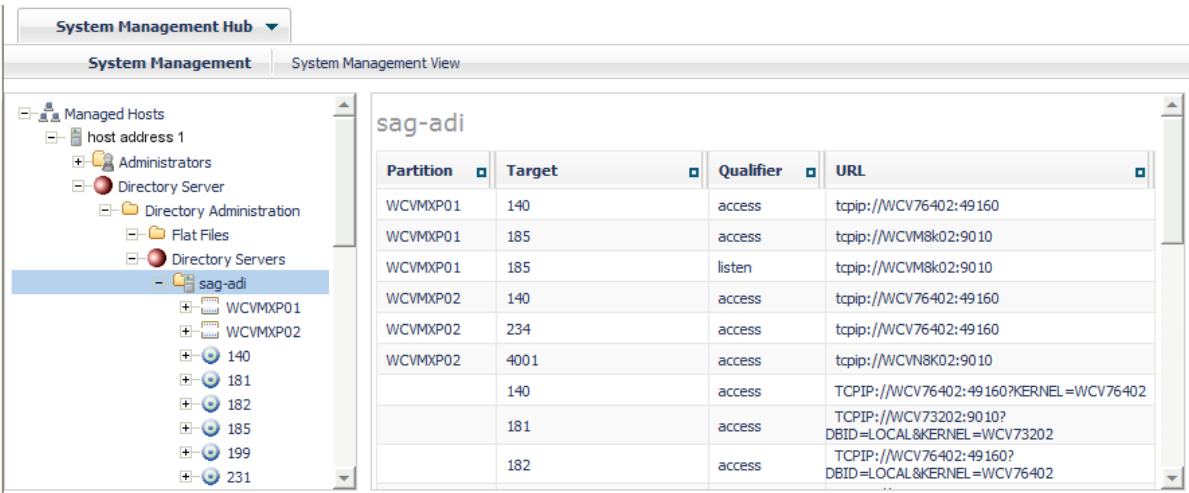 System Management Hub
System Management
System Management View
Managed Hosts
host address 1
Administrators
Directory Server
Directory Administration
Flat Files
Directory Servers
sag-adi
WCVMXP01
WCVMXP02
140
181
182
185
199
231
sag-adi
Partition Target Qualifier URL
WCVMXP01 140 access tcpip://WCV76402:49160
WCVMXP01 185 access tcpip://WCVM8k02:9010
WCVMXP01 185 listen tcpip://WCVM8k02:9010
WCVMXP02 140 access tcpip://WCV76402:49160
WCVMXP02 234 access tcpip://WCV76402:49160
WCVMXP02 4001 access tcpip://WCVN8K02:9010
140 access TCPIP://WCV76402:49160?KERNEL=WCV76402
181 access TCPIP://WCV73202:9010?
DBID=LOCAL&KERNEL=WCV73202
182 access TCPIP://WCV76402:49160?
DBID=LOCAL&KERNEL=WCV76402